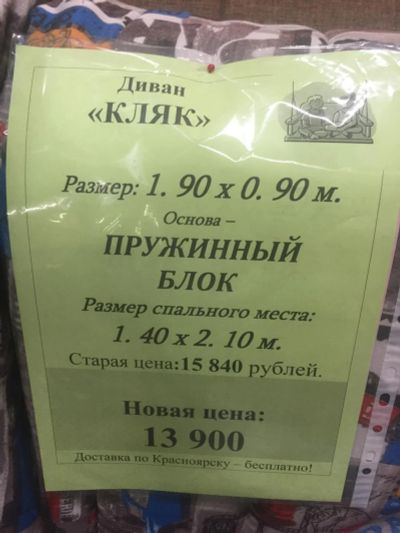 Диван
«КЛЯК»
Размер: 1. 90 х 0. 90 м.
Основа –
ПРУЖИННЫЙ
БЛОК
Размер спального места:
1. 40 х 2. 10 м.
Старая цена:15 840 рублей.
Новая цена:
13 900
Доставка по Красноярску – бесплатно!